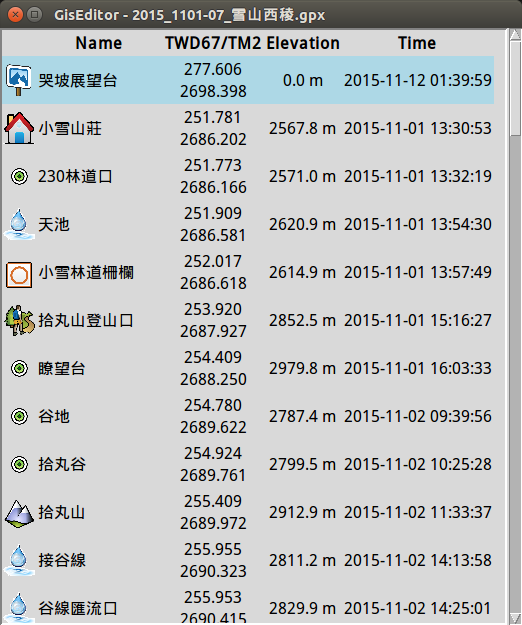 GisEditor - 2015_1101-07_雪山西稜.gpx
Name TWD67/TM2 Elevation Time
哭坡展望台 277.606 2698.398 0.0 m 2015-11-12 01:39:59
小雪山莊 251.781 2686.202 2567.8 m 2015-11-01 13:30:53
230林道口 251.773 2686.166 2571.0 m 2015-11-01 13:32:19
天池 251.909 2686.581 2620.9 m 2015-11-01 13:54:30
小雪林道柵欄 252.017 2686.618 2614.9 m 2015-11-01 13:57:49
拾丸山登山口 253.920 2687.927 2852.5 m 2015-11-01 15:16:27
瞭望台 254.409 2688.250 2979.8 m 2015-11-01 16:03:33
谷地 254.780 2689.622 2787.4 m 2015-11-02 09:39:56
拾丸谷 254.924 2689.761 2799.5 m 2015-11-02 10:25:28
拾丸山 255.409 2689.972 2912.9 m 2015-11-02 11:33:37
接谷線 255.955 2690.323 2811.2 m 2015-11-02 14:13:58
谷線匯流口 255.953 2690.415 2829.9 m 2015-11-02 14:25:01